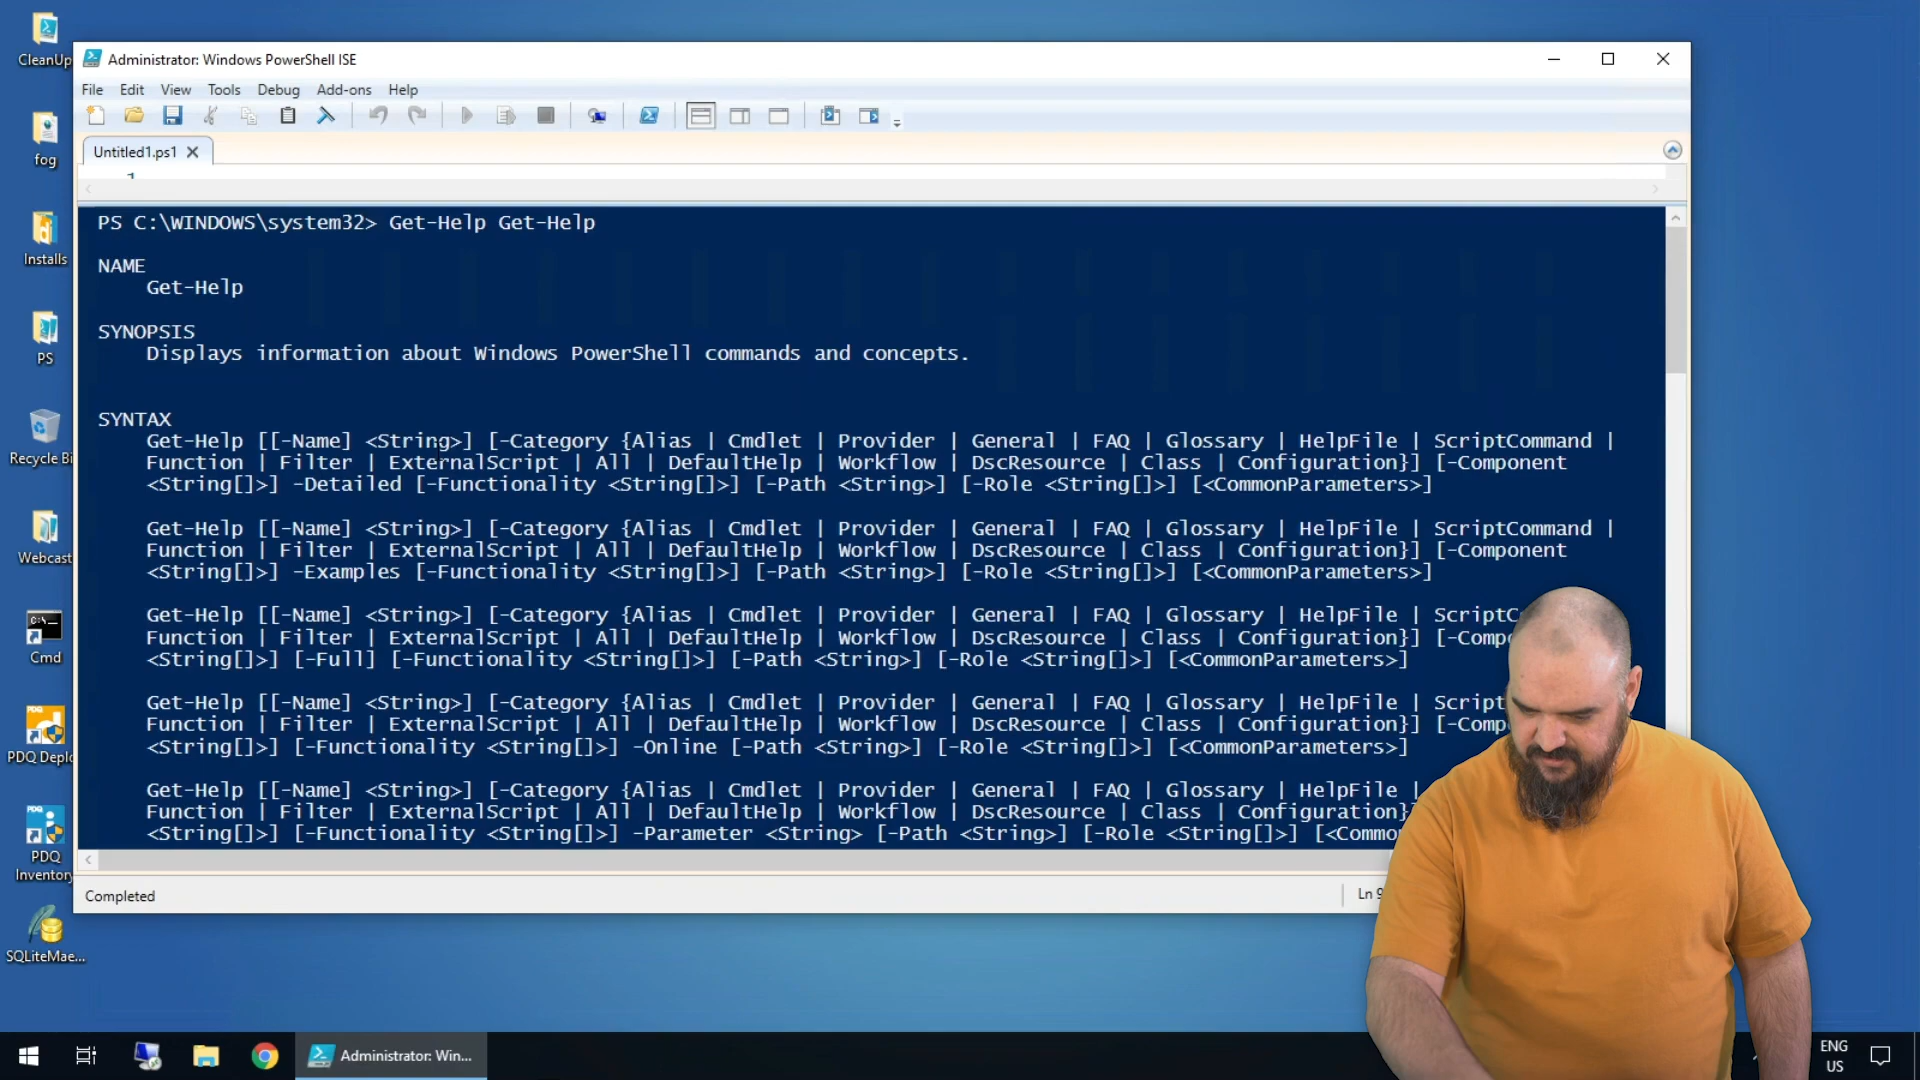 CleanUp
fog
Installs
PS
Recycle Bi
Webcast
Cmd
PDQ Deplo
PDQ
Inventory
SQLiteMae...
Administrator: Windows PowerShell ISE
File Edit View Tools Debug Add-ons Help
Untitled1.ps1
1
PS C:\WINDOWS\system32> Get-Help Get-Help
NAME
Get-Help
SYNOPSIS
Displays information about Windows PowerShell commands and concepts.
SYNTAX
Get-Help [[-Name] <String>] [-Category {Alias | Cmdlet | Provider | General | FAQ | Glossary | HelpFile | ScriptCommand |
Function | Filter | ExternalScript | All | DefaultHelp | Workflow | DscResource | Class | Configuration}] [-Component
<String[]>] -Detailed [-Functionality <String[]>] [-Path <String>] [-Role <String[]>] [<CommonParameters>]
Get-Help [[-Name] <String>] [-Category {Alias | Cmdlet | Provider | General | FAQ | Glossary | HelpFile | ScriptCommand |
Function | Filter | ExternalScript | All | DefaultHelp | Workflow | DscResource | Class | Configuration}] [-Component
<String[]>] -Examples [-Functionality <String[]>] [-Path <String>] [-Role <String[]>] [<CommonParameters>]
Get-Help [[-Name] <String>] [-Category {Alias | Cmdlet | Provider | General | FAQ | Glossary | HelpFile | ScriptC
Function | Filter | ExternalScript | All | DefaultHelp | Workflow | DscResource | Class | Configuration}] [-Comp
<String[]>] [-Full] [-Functionality <String[]>] [-Path <String>] [-Role <String[]>] [<CommonParameters>]
Get-Help [[-Name] <String>] [-Category {Alias | Cmdlet | Provider | General | FAQ | Glossary | HelpFile | ScriptC
Function | Filter | ExternalScript | All | DefaultHelp | Workflow | DscResource | Class | Configuration}] [-Comp
<String[]>] [-Functionality <String[]>] -Online [-Path <String>] [-Role <String[]>] [<CommonParameters>]
Get-Help [[-Name] <String>] [-Category {Alias | Cmdlet | Provider | General | FAQ | Glossary | HelpFile |
Function | Filter | ExternalScript | All | DefaultHelp | Workflow | DscResource | Class | Configuration}]
<String[]>] [-Functionality <String[]>] -Parameter <String> [-Path <String>] [-Role <String[]>] [<Commo
Completed
Ln 9
Administrator: Win...
ENG
US